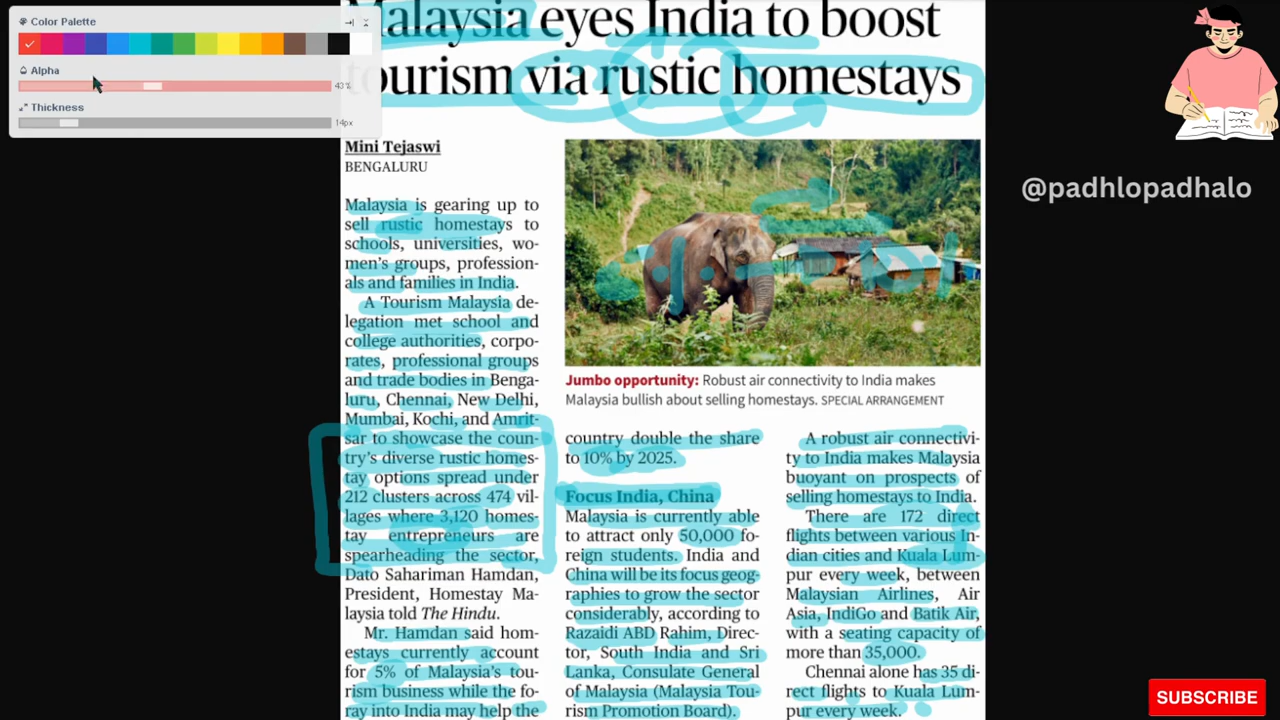 Color Palette
Alpha
43%
Thickness
14px
Malaysia eyes India to boost
tourism via rustic homestays
@padhlopadhalo
Mini Tejaswi
BENGALURU
Malaysia is gearing up to
sell rustic homestays to
schools, universities, wo-
men's groups, profession-
als and families in India.
A Tourism Malaysia de-
legation met school and
college authorities, corpo-
rates, professional groups
and trade bodies in Benga-
luru, Chennai, New Delhi,
Mumbai, Kochi, and Amrit-
sar to showcase the coun-
try's diverse rustic homes-
tay options spread under
212 clusters across 474 vil-
lages where 3,120 homes-
tay entrepreneurs are
spearheading the sector,
Dato Sahariman Hamdan,
President, Homestay Ma-
laysia told The Hindu.
Mr. Hamdan said hom-
estays currently account
for 5% of Malaysia's tou-
rism business while the fo-
ray into India may help the
Jumbo opportunity: Robust air connectivity to India makes
Malaysia bullish about selling homestays. SPECIAL ARRANGEMENT
country double the share
to 10% by 2025.
Focus India, China
Malaysia is currently able
to attract only 50,000 fo-
reign students. India and
China will be its focus geog-
raphies to grow the sector
considerably, according to
Razaidi ABD Rahim, Direc-
tor, South India and Sri
Lanka, Consulate General
of Malaysia (Malaysia Tou-
rism Promotion Board).
A robust air connectivi-
ty to India makes Malaysia
buoyant on prospects of
selling homestays to India.
There are 172 direct
flights between various In-
dian cities and Kuala Lum-
pur every week, between
Malaysian Airlines, Air
Asia, IndiGo and Batik Air,
with a seating capacity of
more than 35,000.
Chennai alone has 35 di-
rect flights to Kuala Lum-
pur every week.
SUBSCRIBE